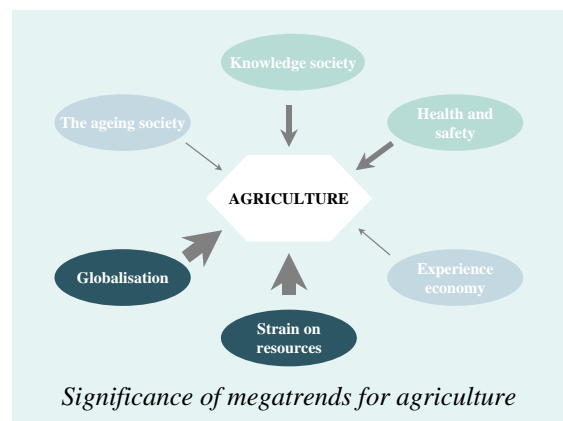 Knowledge society
The ageing society
Health and
safety
AGRICULTURE
Globalisation
Experience
economy
Strain on
resources
Significance of megatrends for agriculture